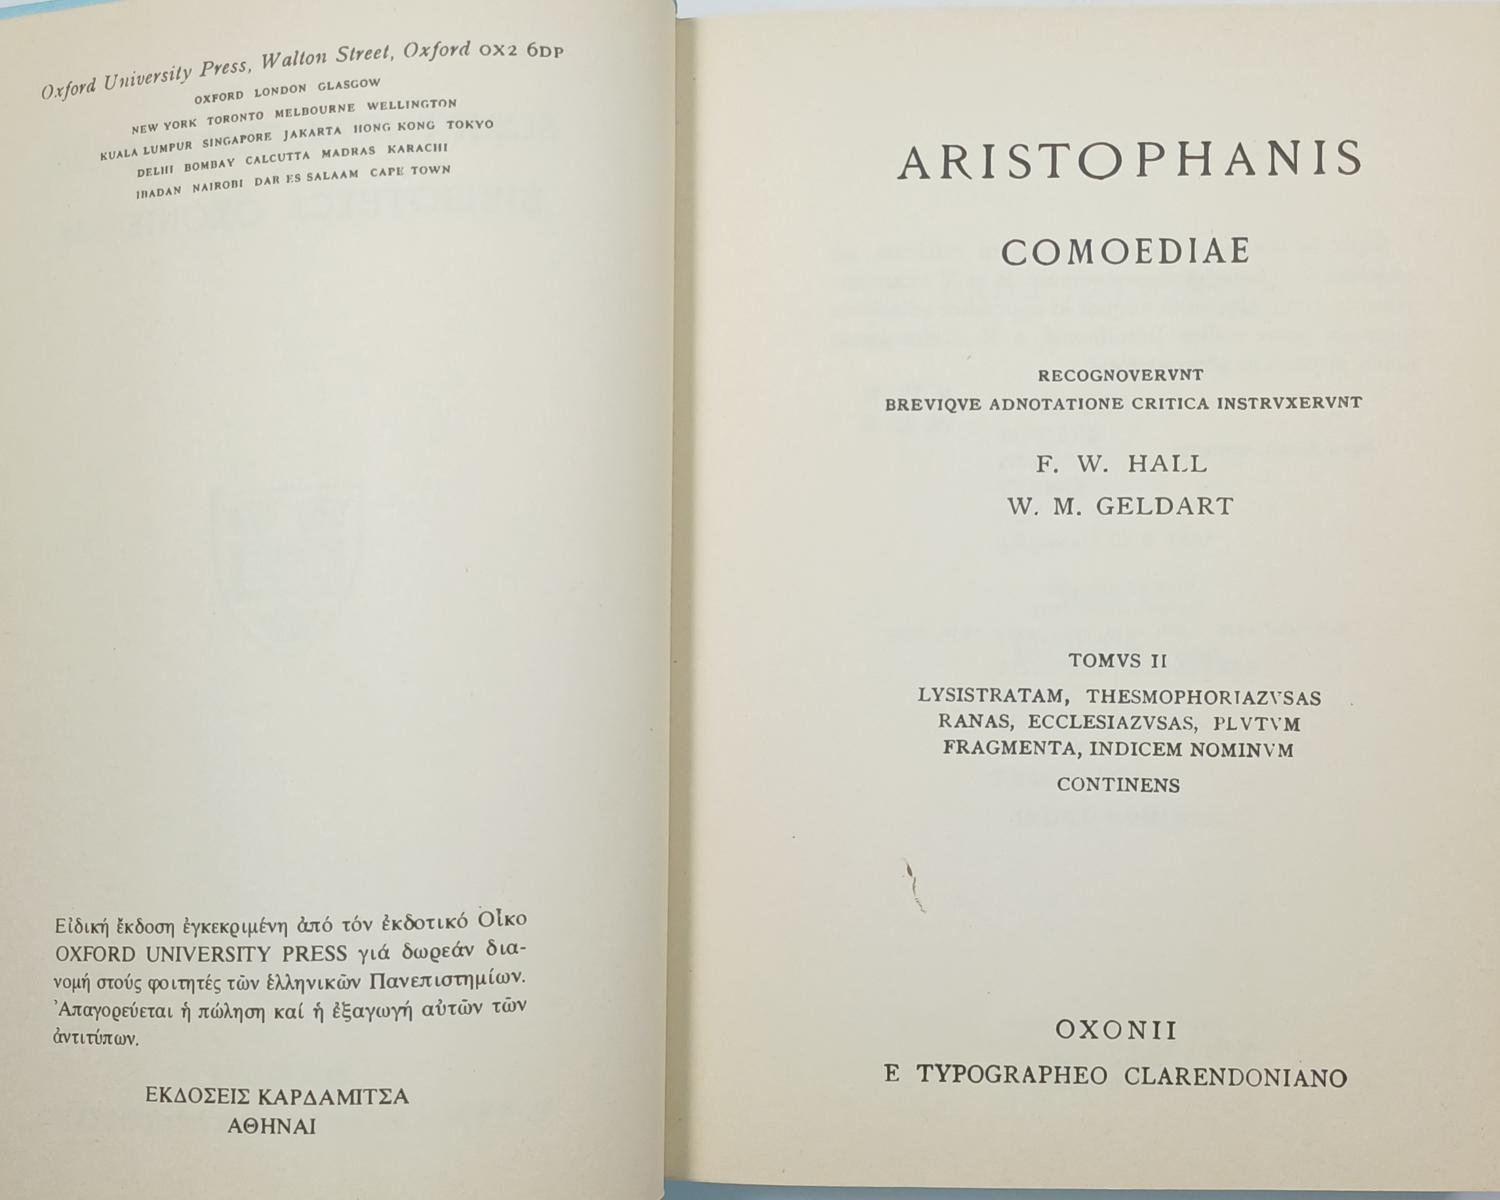 Oxford University Press, Walton Street, Oxford OX2 6DP
OXFORD LONDON GLASGOW
NEW YORK TORONTO MELBOURNE WELLINGTON
KUALA LUMPUR SINGAPORE JAKARTA HONG KONG TOKYO
DELHI BOMBAY CALCUTTA MADRAS KARACHI
IBADAN NAIROBI DAR ES SALAAM CAPE TOWN
Εἰδική ἔκδοση ἐγκεκριμένη ἀπό τόν ἐκδοτικό Οἶκο
OXFORD UNIVERSITY PRESS γιά δωρεάν δια-
νομή στούς φοιτητές τῶν ἑλληνικῶν Πανεπιστημίων.
Ἀπαγορεύεται ἡ πώληση καί ἡ ἐξαγωγή αὐτῶν τῶν
ἀντιτύπων.
ΕΚΔΟΣΕΙΣ ΚΑΡΔΑΜΙΤΣΑ
ΑΘΗΝΑΙ
ARISTOPHANIS
COMOEDIAE
RECOGNOVERVNT
BREVIQVE ADNOTATIONE CRITICA INSTRVXERVNT
F. W. HALL
W. M. GELDART
TOMVS II
LYSISTRATAM, THESMOPHORIAZVSAS
RANAS, ECCLESIAZVSAS, PLVTVM
FRAGMENTA, INDICEM NOMINVM
CONTINENS
OXONII
E TYPOGRAPHEO CLARENDONIANO